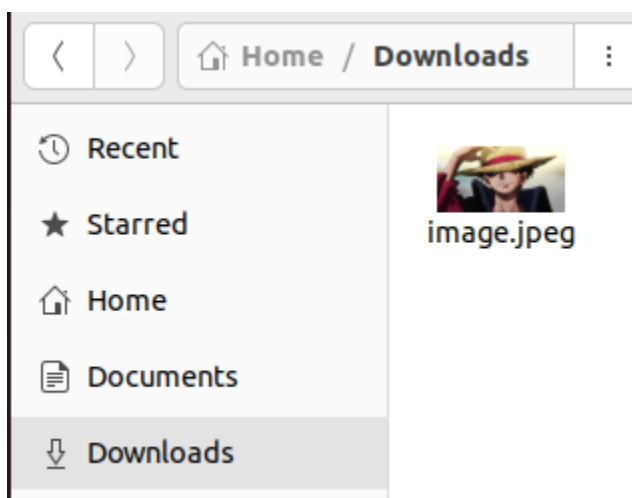 Home / Downloads
Recent
Starred
image.jpeg
Home
Documents
Downloads